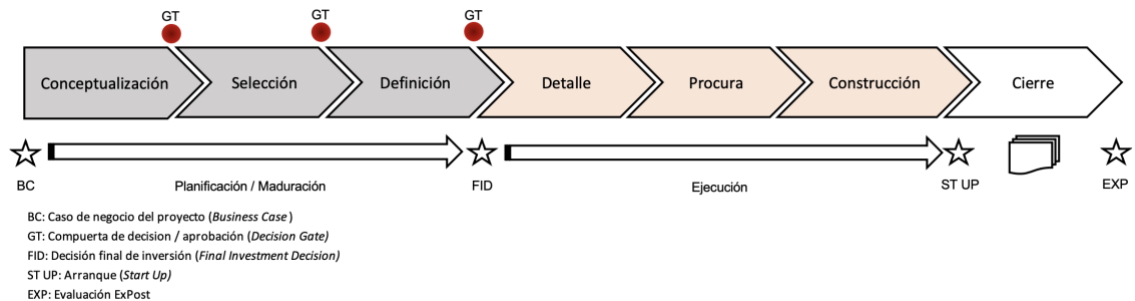 GT GT GT
Conceptualización Selección Definición Detalle Procura Construcción Cierre
BC Planificación / Maduración FID Ejecución ST UP EXP
BC: Caso de negocio del proyecto (Business Case)
GT: Compuerta de decision / aprobación (Decision Gate)
FID: Decisión final de inversión (Final Investment Decision)
ST UP: Arranque (Start Up)
EXP: Evaluación ExPost